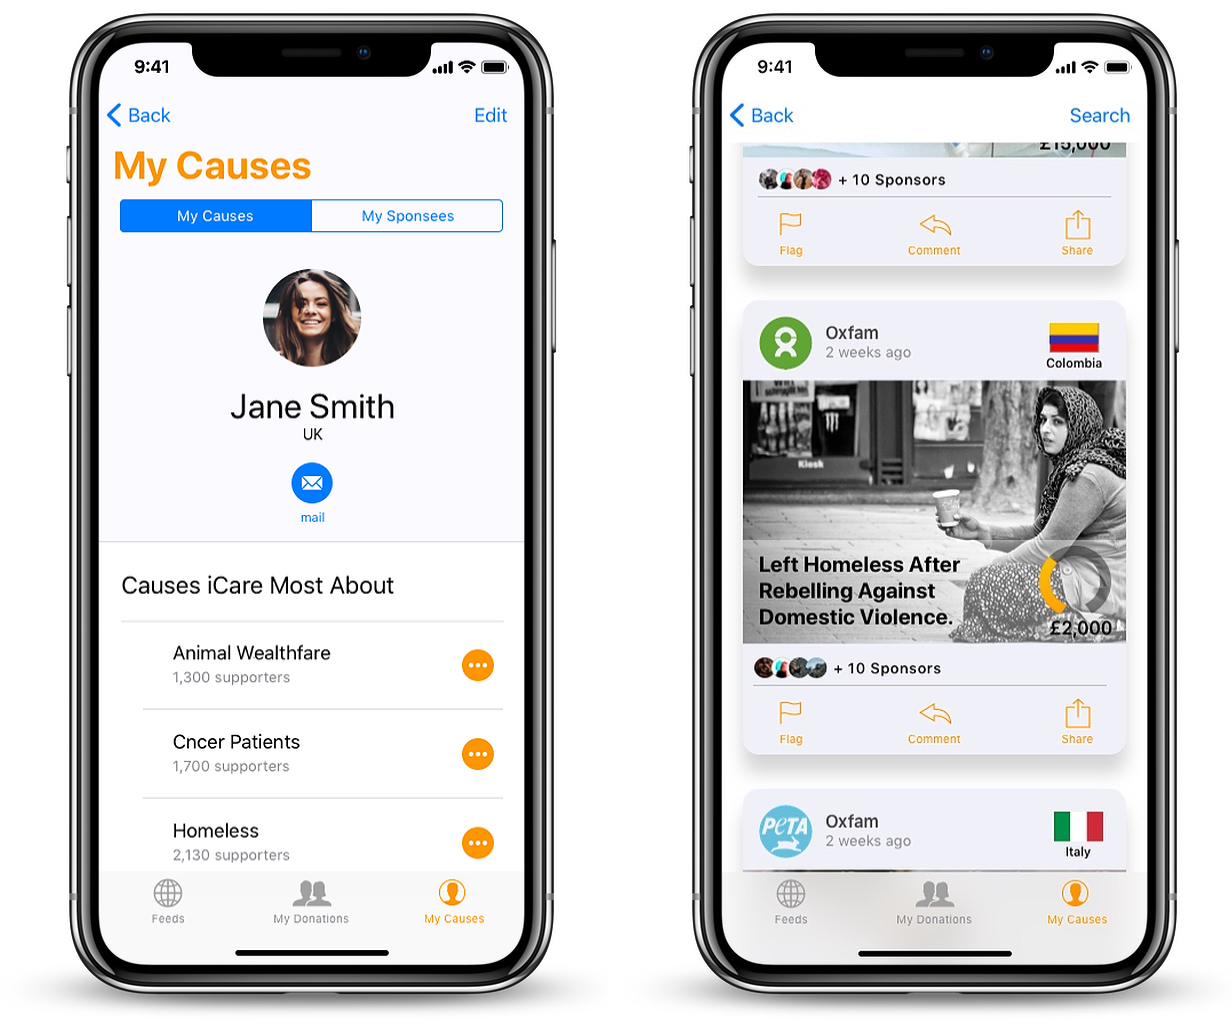 9:41
Back
Edit
My Causes
My Causes
My Sponsees
Jane Smith
UK
mail
Causes iCare Most About
Animal Wealthfare
1,300 supporters
Cncer Patients
1,700 supporters
Homeless
2,130 supporters
Feeds
My Donations
My Causes
9:41
Back
Search
£15,000
+ 10 Sponsors
Flag
Comment
Share
Oxfam
2 weeks ago
Colombia
Kiosk
Left Homeless After
Rebelling Against
Domestic Violence.
£2,000
+ 10 Sponsors
Flag
Comment
Share
PETA
Oxfam
2 weeks ago
Italy
Feeds
My Donations
My Causes